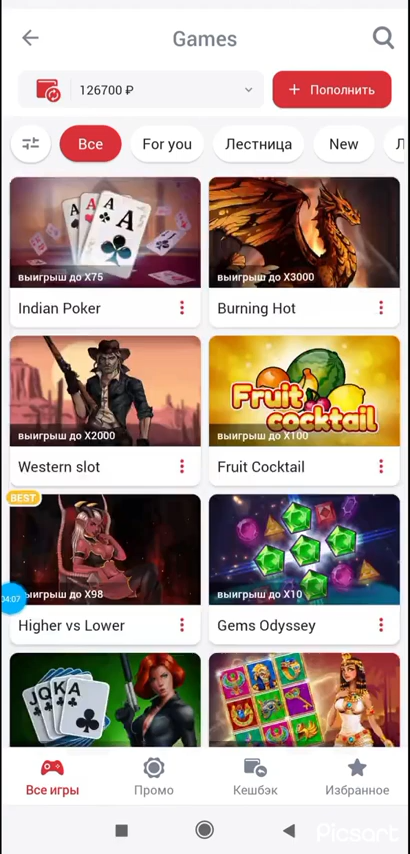 Games
126700 ₽
+ Пополнить
Все
For you
Лестница
New
выигрыш до X75
Indian Poker
выигрыш до X3000
Burning Hot
выигрыш до X2000
Western slot
Fruit
cocktail
выигрыш до X100
Fruit Cocktail
BEST
04:07
выигрыш до X98
Higher vs Lower
выигрыш до X10
Gems Odyssey
J Q K A
Все игры
Промо
Кешбэк
Избранное
Picsart